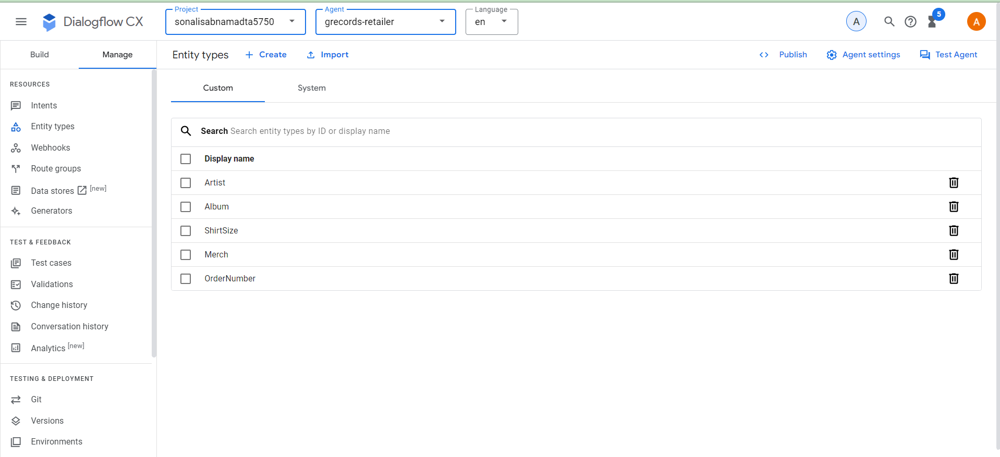 Dialogflow CX
Project
sonalisabnamadta5750
Agent
grecords-retailer
Language
en
A
5
A
Build
Manage
Entity types
Create
Import
Publish
Agent settings
Test Agent
RESOURCES
Intents
Entity types
Webhooks
Route groups
Data stores [new]
Generators
TEST & FEEDBACK
Test cases
Validations
Change history
Conversation history
Analytics [new]
TESTING & DEPLOYMENT
Git
Versions
Environments
Custom
System
Search Search entity types by ID or display name
Display name
Artist
Album
ShirtSize
Merch
OrderNumber